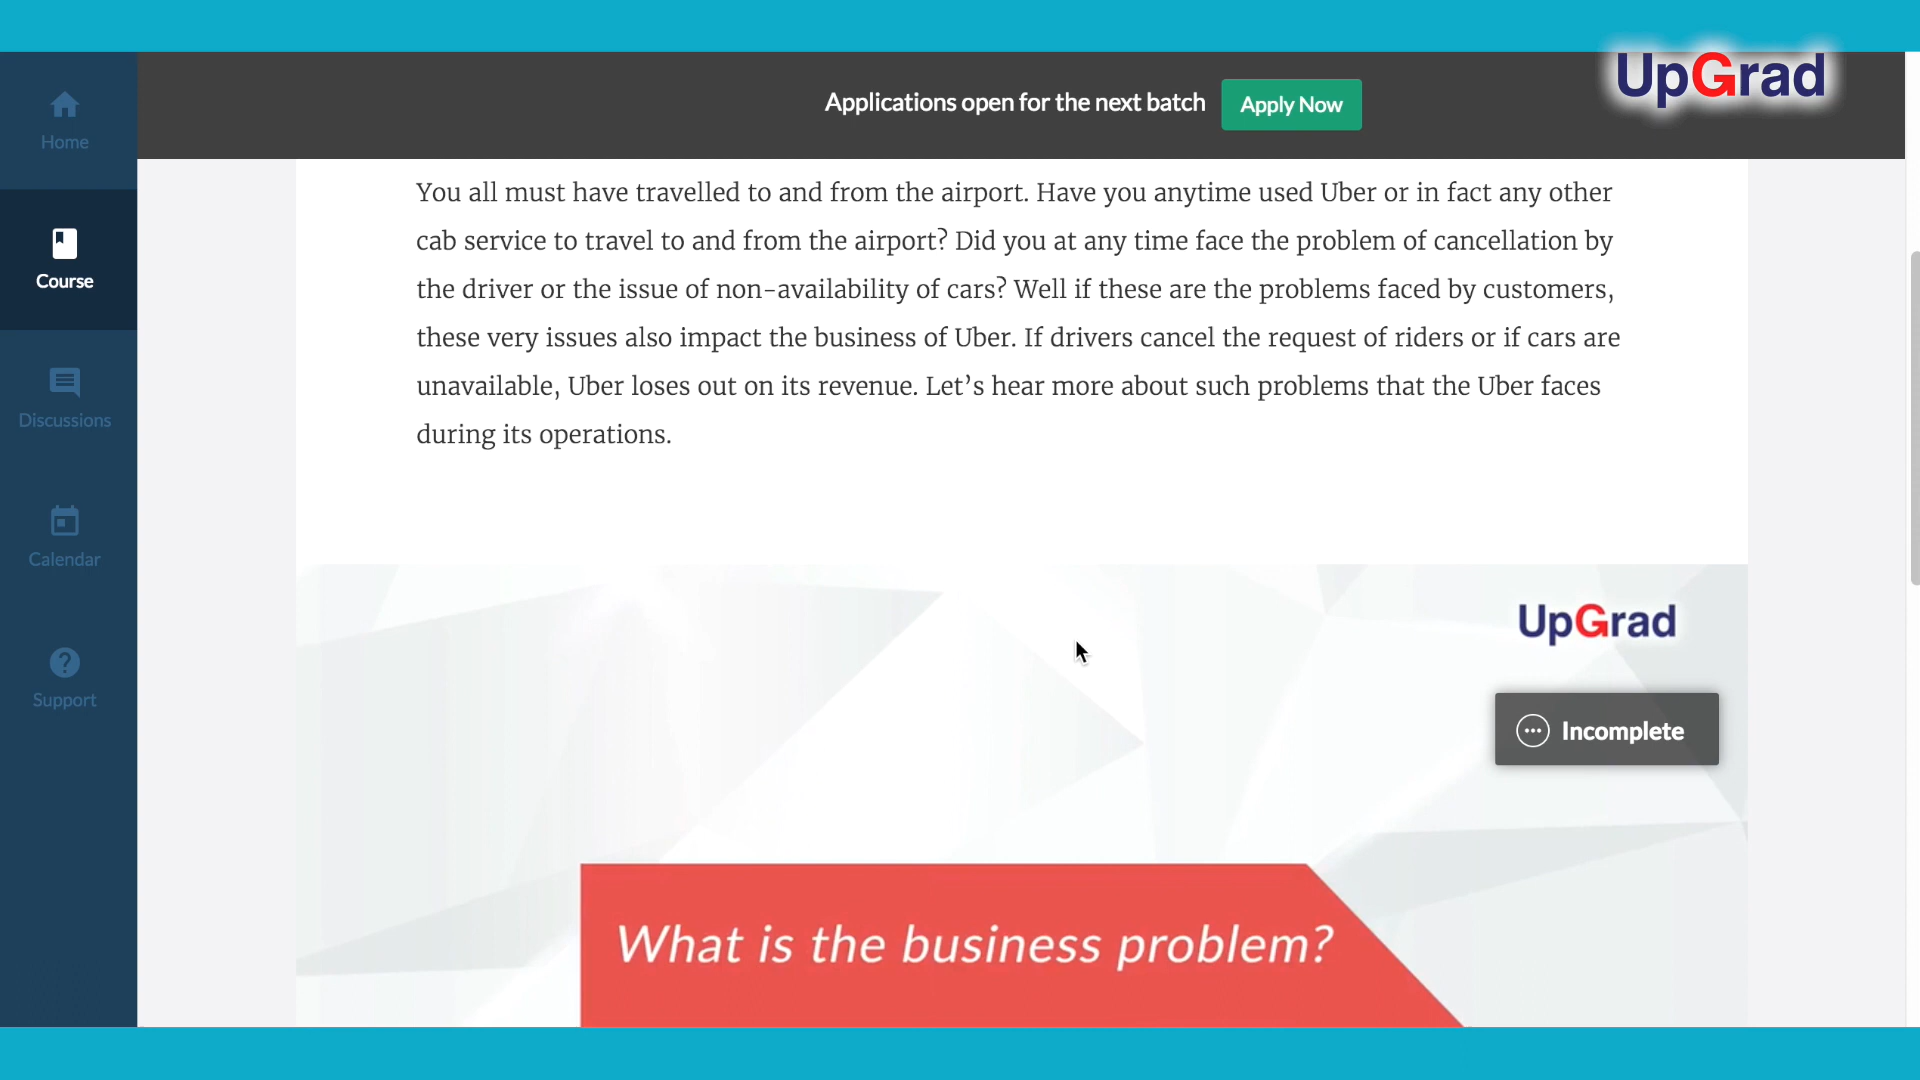 UpGrad
Applications open for the next batch
Apply Now
Home
Course
Discussions
Calendar
Support
You all must have travelled to and from the airport. Have you anytime used Uber or in fact any other
cab service to travel to and from the airport? Did you at any time face the problem of cancellation by
the driver or the issue of non-availability of cars? Well if these are the problems faced by customers,
these very issues also impact the business of Uber. If drivers cancel the request of riders or if cars are
unavailable, Uber loses out on its revenue. Let’s hear more about such problems that the Uber faces
during its operations.
UpGrad
Incomplete
What is the business problem?